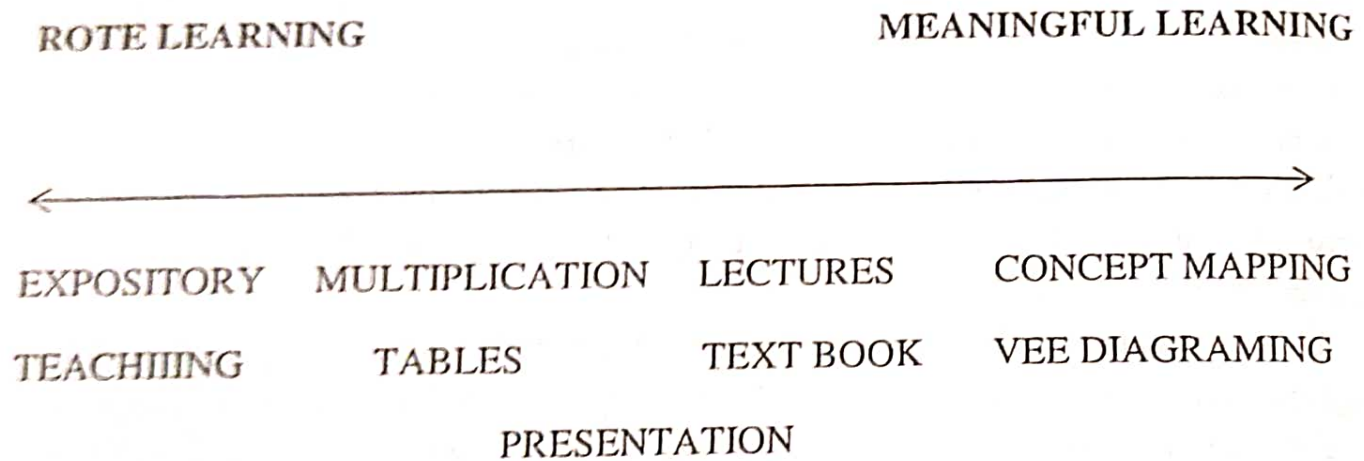 ROTE LEARNING MEANINGFUL LEARNING
EXPOSITORY MULTIPLICATION LECTURES CONCEPT MAPPING
TEACHIIING TABLES TEXT BOOK VEE DIAGRAMING
PRESENTATION